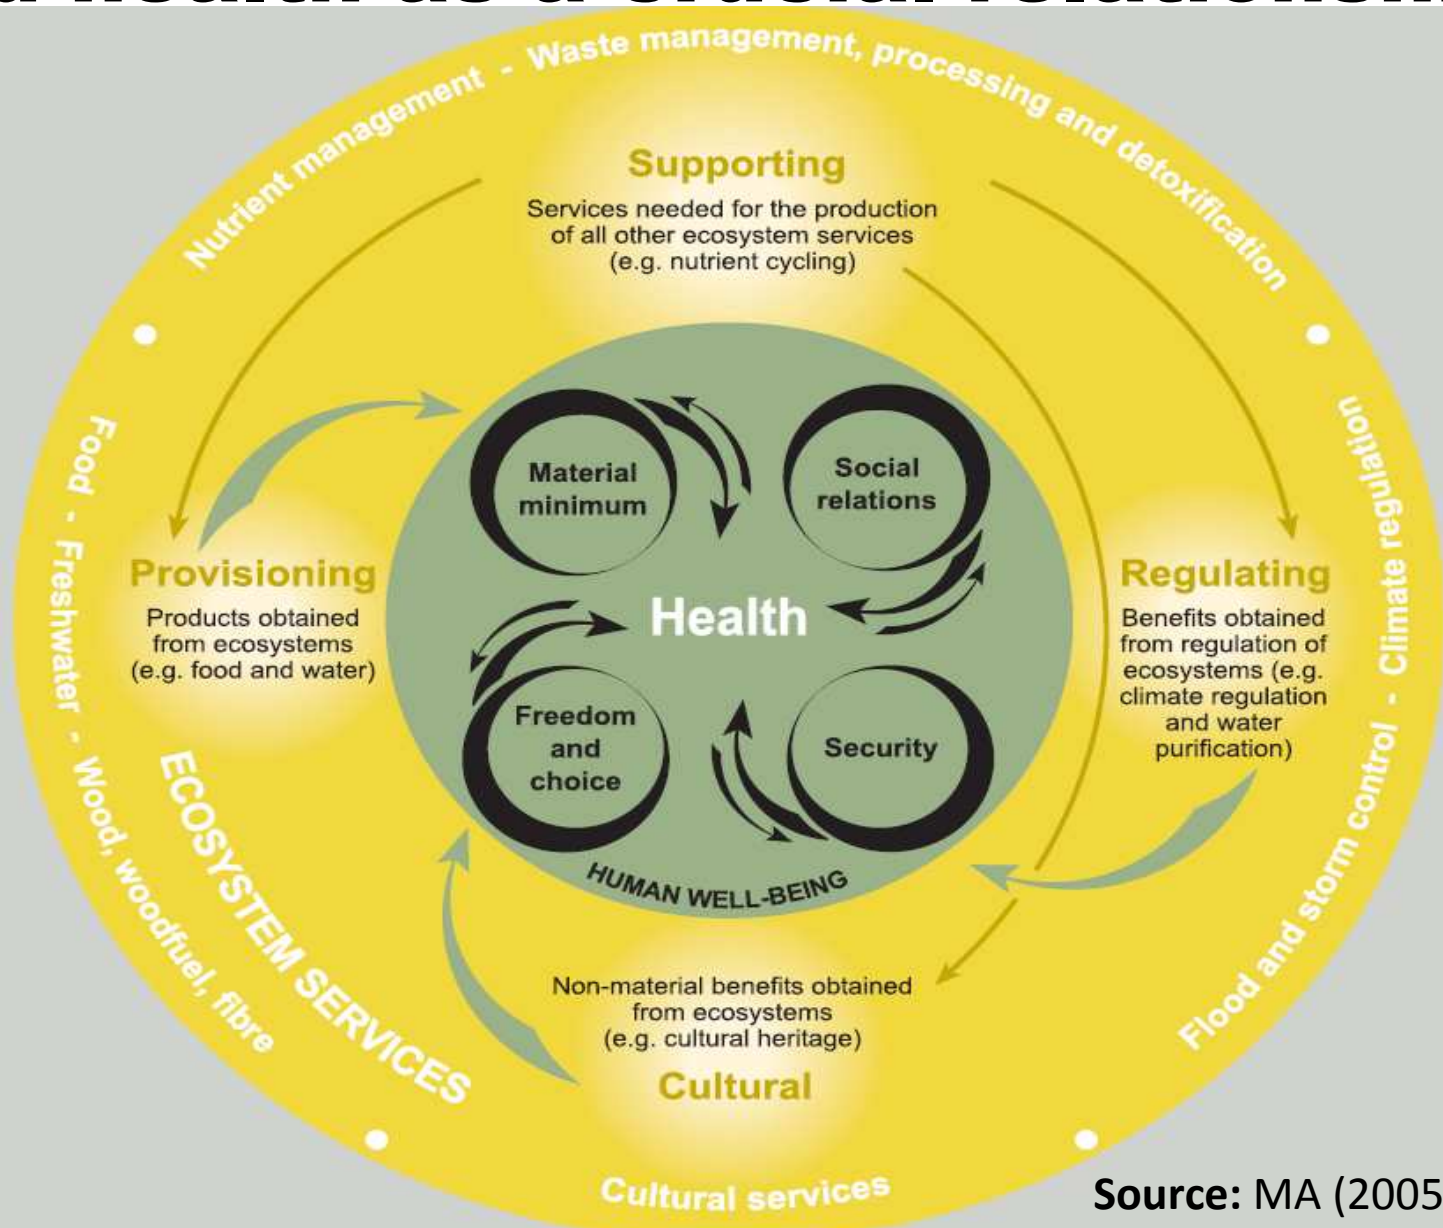 health as a crucial
Nutrient management - Waste management, processing and detoxification
Supporting
Services needed for the production
of all other ecosystem services
(e.g. nutrient cycling)
Food - Freshwater - Wood, woodfuel, fibre
Flood and storm control - Climate regulation
Material
minimum
Social
relations
Provisioning
Products obtained
from ecosystems
(e.g. food and water)
Health
Regulating
Benefits obtained
from regulation of
ecosystems (e.g.
climate regulation
and water
purification)
Freedom
and
choice
Security
HUMAN WELL-BEING
ECOSYSTEM SERVICES
Non-material benefits obtained
from ecosystems
(e.g. cultural heritage)
Cultural
Cultural services
Source: MA (2005